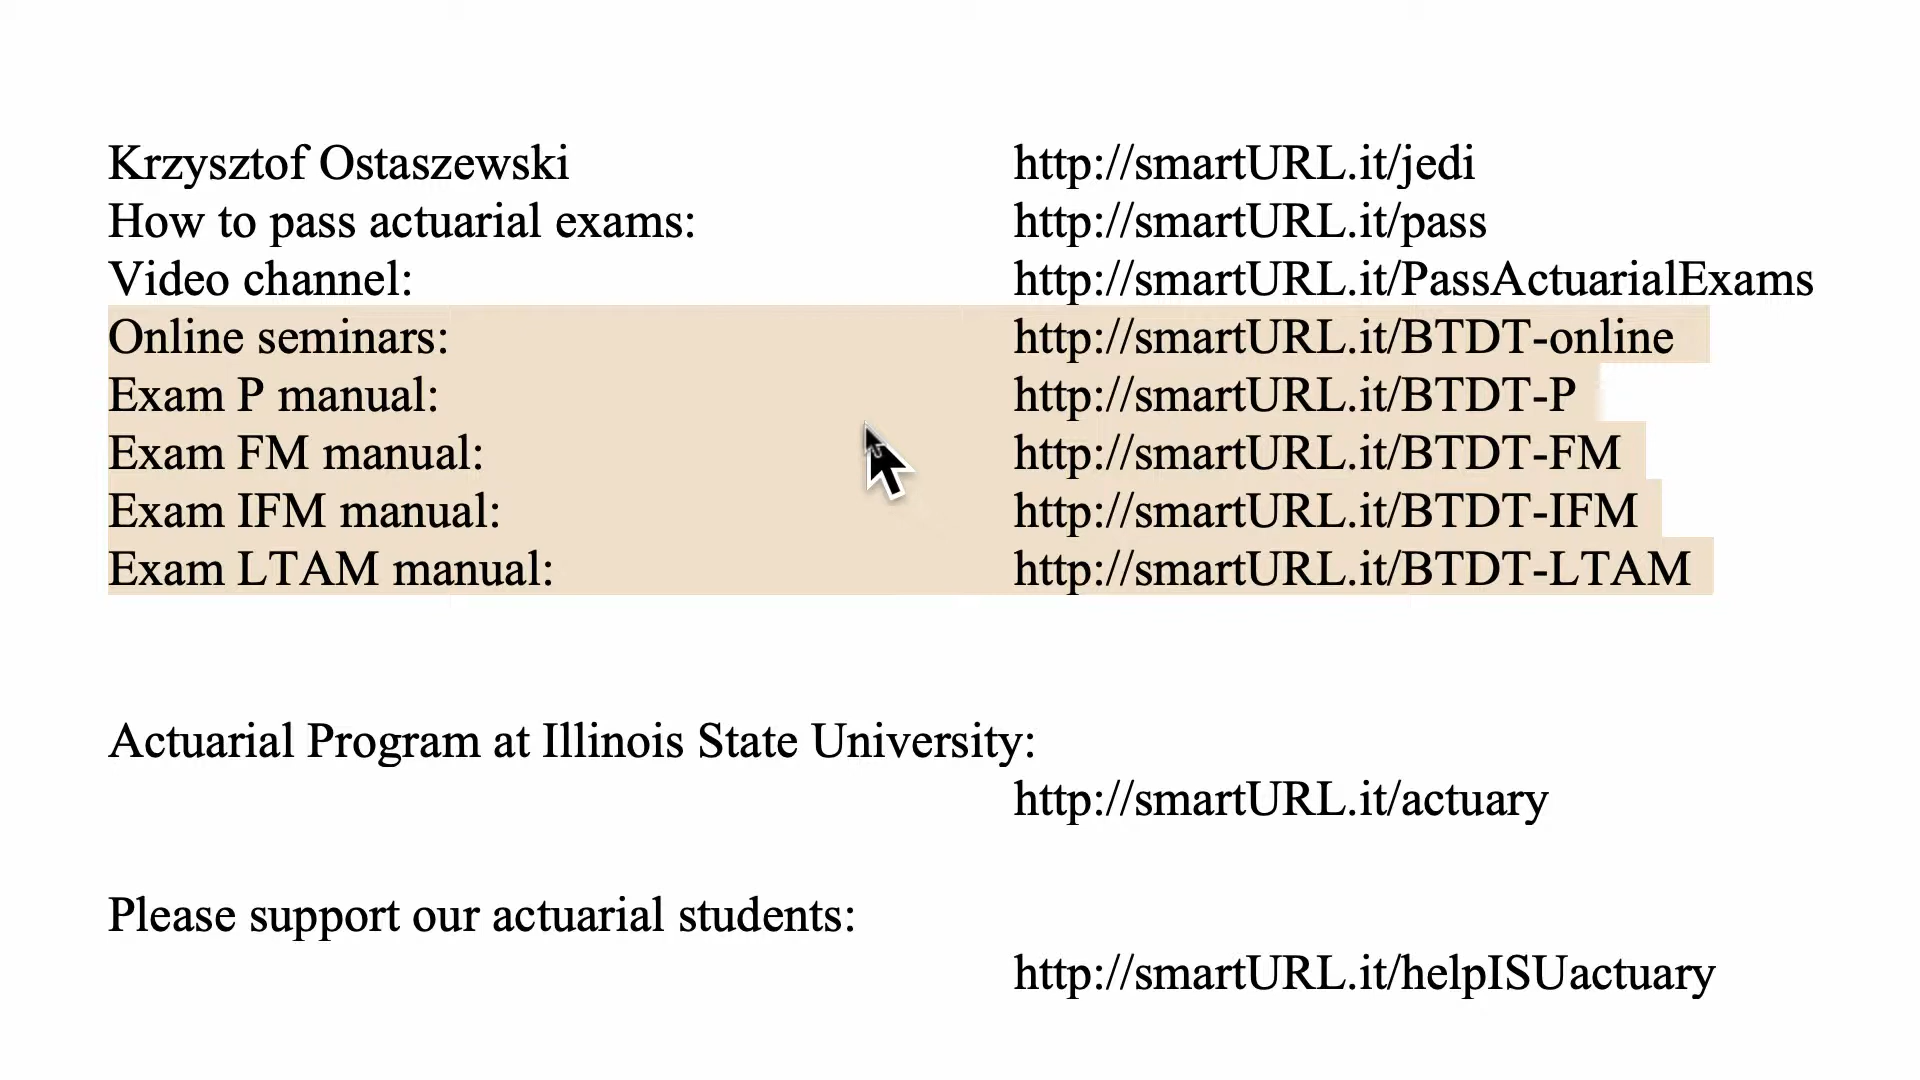 Krzysztof Ostaszewski http://smartURL.it/jedi
How to pass actuarial exams: http://smartURL.it/pass
Video channel: http://smartURL.it/PassActuarialExams
Online seminars: http://smartURL.it/BTDT-online
Exam P manual: http://smartURL.it/BTDT-P
Exam FM manual: http://smartURL.it/BTDT-FM
Exam IFM manual: http://smartURL.it/BTDT-IFM
Exam LTAM manual: http://smartURL.it/BTDT-LTAM
Actuarial Program at Illinois State University:
http://smartURL.it/actuary
Please support our actuarial students:
http://smartURL.it/helpISUactuary